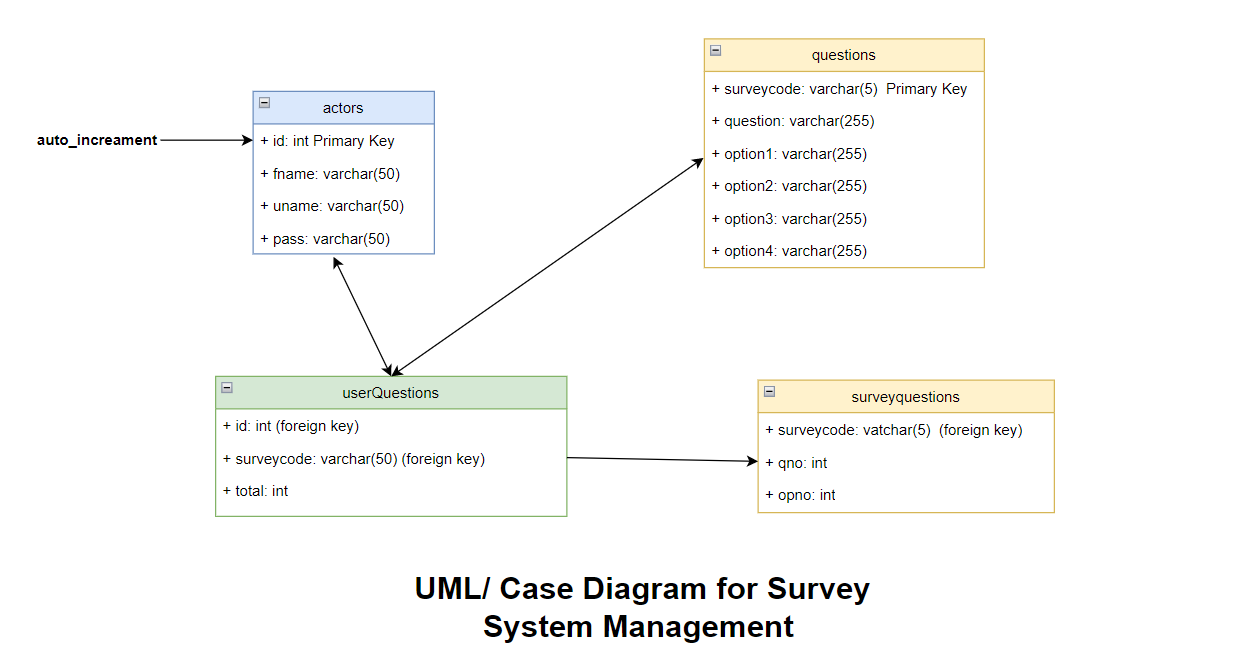 auto_increament
actors
+ id: int Primary Key
+ fname: varchar(50)
+ uname: varchar(50)
+ pass: varchar(50)
questions
+ surveycode: varchar(5)  Primary Key
+ question: varchar(255)
+ option1: varchar(255)
+ option2: varchar(255)
+ option3: varchar(255)
+ option4: varchar(255)
userQuestions
+ id: int (foreign key)
+ surveycode: varchar(50) (foreign key)
+ total: int
surveyquestions
+ surveycode: vatchar(5)  (foreign key)
+ qno: int
+ opno: int
UML/ Case Diagram for Survey
System Management